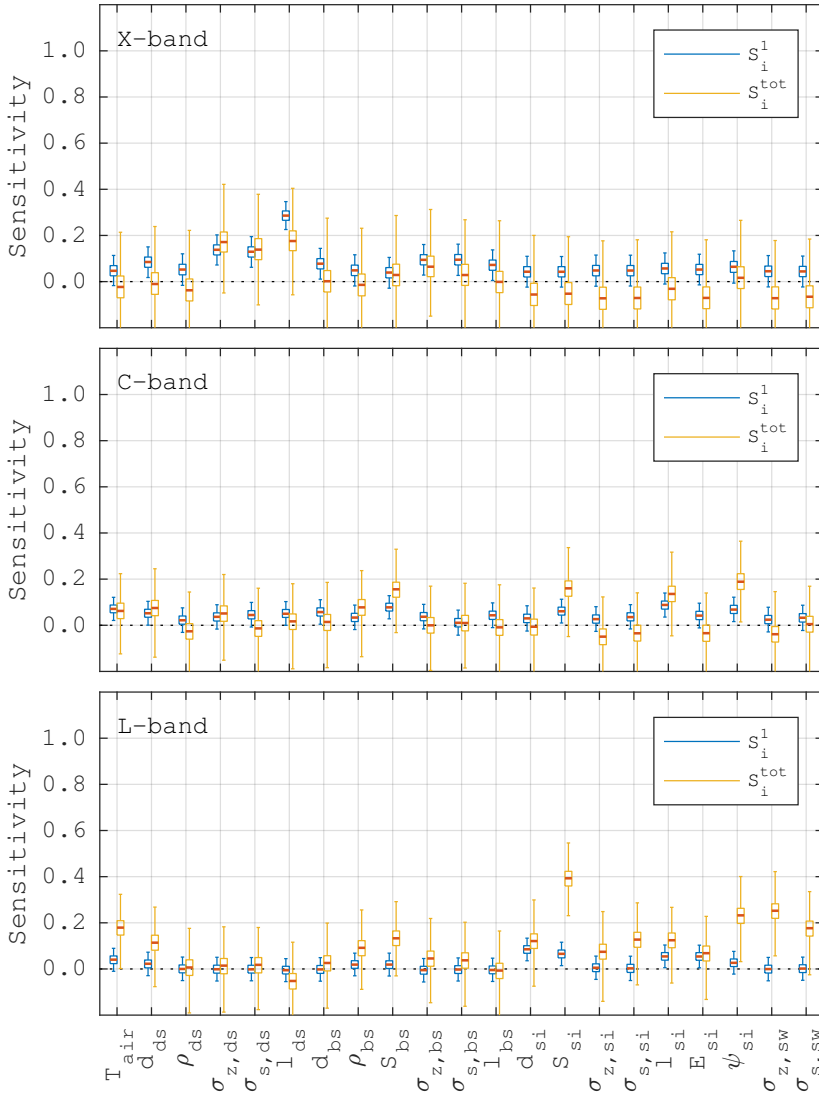 X-band
S_i^1
S_i^tot
Sensitivity
1.0
0.8
0.6
0.4
0.2
0.0
C-band
S_i^1
S_i^tot
Sensitivity
1.0
0.8
0.6
0.4
0.2
0.0
L-band
S_i^1
S_i^tot
Sensitivity
1.0
0.8
0.6
0.4
0.2
0.0
T_air
d_ds
ρ_ds
σ_z,ds
σ_s,ds
l_ds
d_bs
ρ_bs
S_bs
σ_z,bs
σ_s,bs
l_bs
d_si
S_si
σ_z,si
σ_s,si
l_si
E_si
ψ_si
σ_z,sw
σ_s,sw